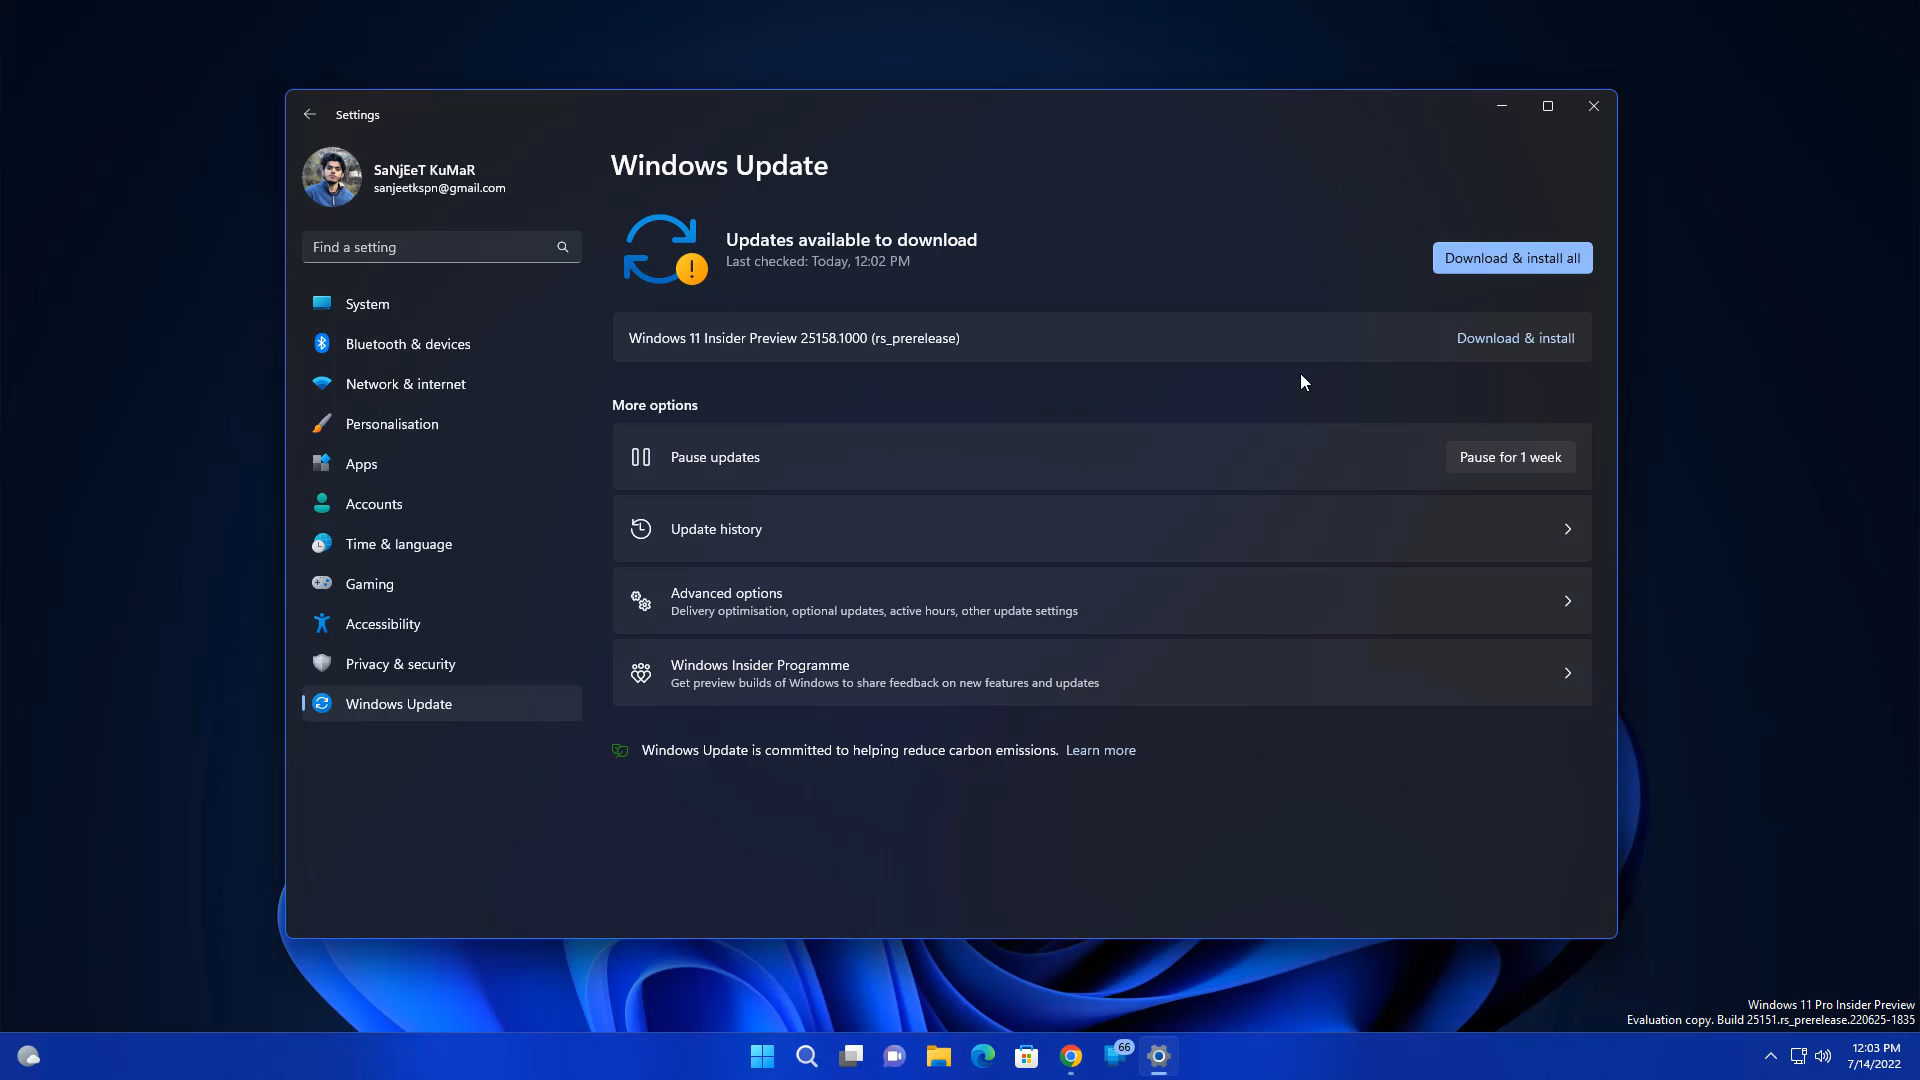 Settings
SaNjEeT KuMaR
sanjeetkspn@gmail.com
Find a setting
System
Bluetooth & devices
Network & internet
Personalisation
Apps
Accounts
Time & language
Gaming
Accessibility
Privacy & security
Windows Update
Windows Update
Updates available to download
Last checked: Today, 12:02 PM
Download & install all
Windows 11 Insider Preview 25158.1000 (rs_prerelease)
Download & install
More options
Pause updates
Pause for 1 week
Update history
Advanced options
Delivery optimisation, optional updates, active hours, other update settings
Windows Insider Programme
Get preview builds of Windows to share feedback on new features and updates
Windows Update is committed to helping reduce carbon emissions. Learn more
Windows 11 Pro Insider Preview
Evaluation copy. Build 25151.rs_prerelease.220625-1835
66
12:03 PM
7/14/2022